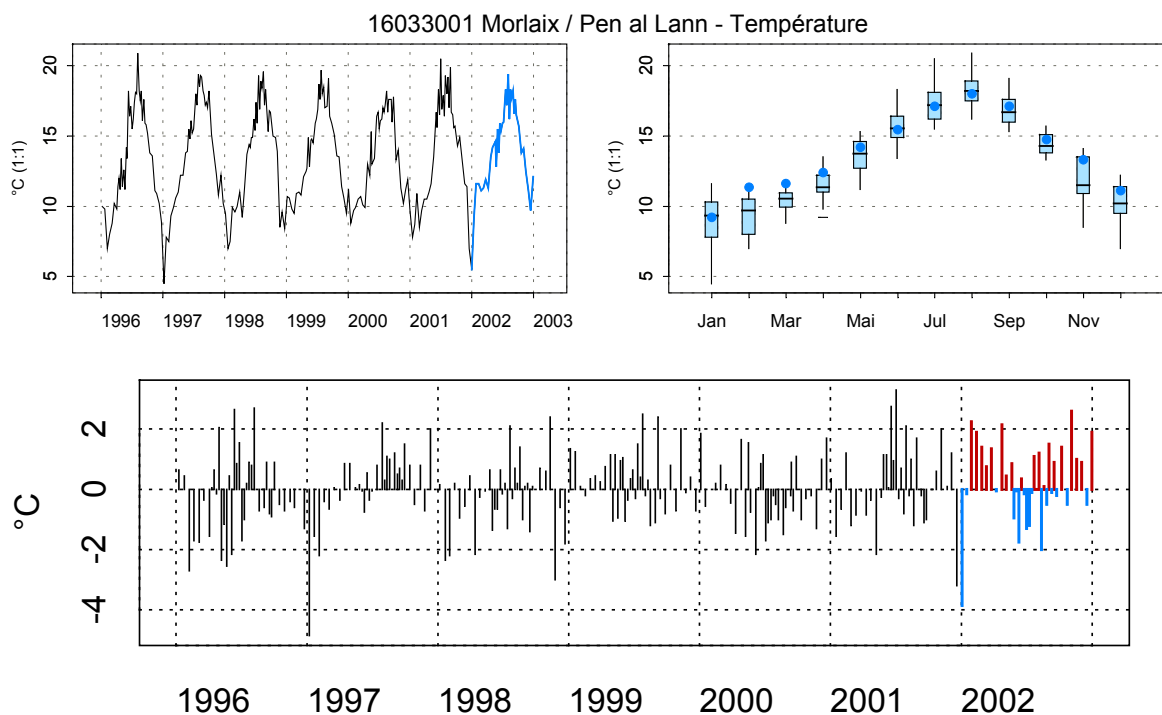 16033001 Morlaix / Pen al Lann - Température
°C (1:1)
20
15
10
5
1996 1997 1998 1999 2000 2001 2002 2003
°C (1:1)
20
15
10
5
Jan Mar Mai Jul Sep Nov
°C
2
0
-2
-4
1996 1997 1998 1999 2000 2001 2002